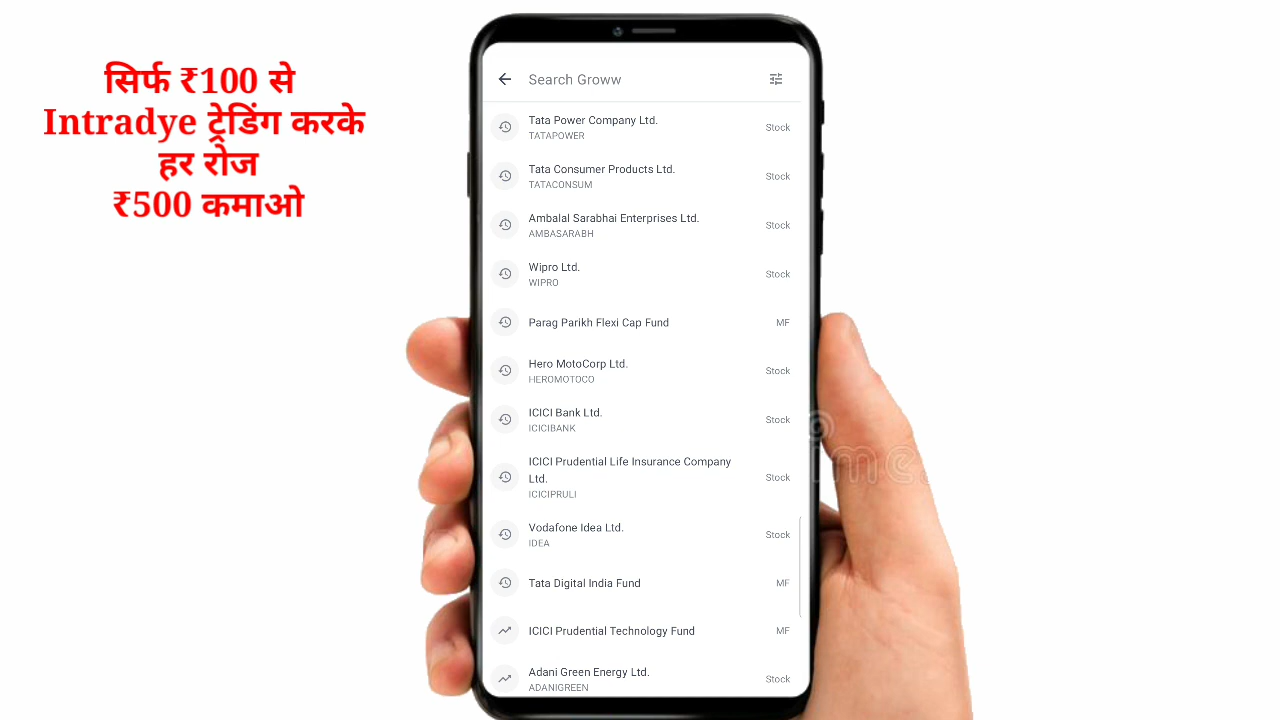 सिर्फ ₹100 से
Intradye ट्रेडिंग करके
हर रोज
₹500 कमाओ
Search Groww
Tata Power Company Ltd.
TATAPOWER
Stock
Tata Consumer Products Ltd.
TATACONSUM
Stock
Ambalal Sarabhai Enterprises Ltd.
AMBASARABH
Stock
Wipro Ltd.
WIPRO
Stock
Parag Parikh Flexi Cap Fund
MF
Hero MotoCorp Ltd.
HEROMOTOCO
Stock
ICICI Bank Ltd.
ICICIBANK
Stock
ICICI Prudential Life Insurance Company
Ltd.
ICICIPRULI
Stock
Vodafone Idea Ltd.
IDEA
Stock
Tata Digital India Fund
MF
ICICI Prudential Technology Fund
MF
Adani Green Energy Ltd.
ADANIGREEN
Stock